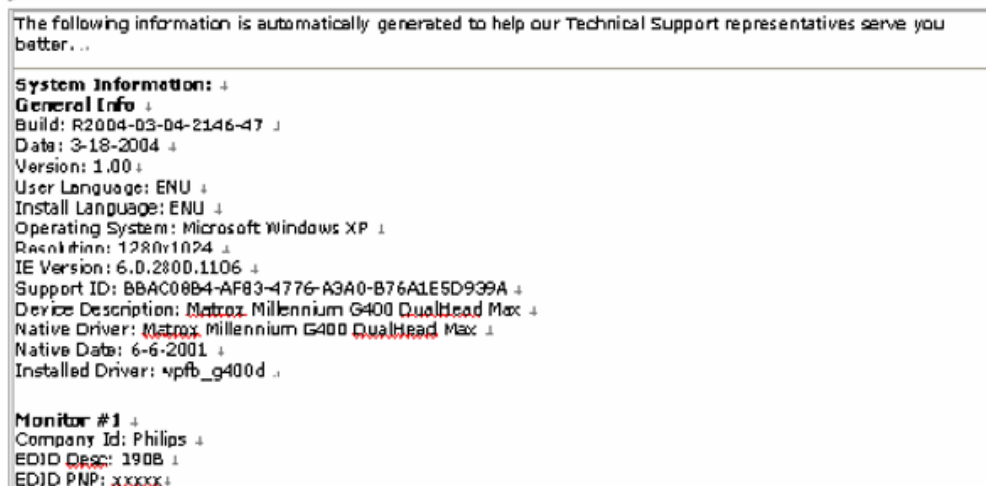 The following information is automatically generated to help our Technical Support representatives serve you
better...
System Information:
General Info
Build: R2004-03-04-2146-47
Date: 3-18-2004
Version: 1.00
User Language: ENU
Install Language: ENU
Operating System: Microsoft Windows XP
Resolution: 1280x1024
IE Version: 6.0.2800.1106
Support ID: BBAC08B4-AF83-4776-A3A0-B76A1E5D939A
Device Description: Matrox Millennium G400 DualHead Max
Native Driver: Matrox Millennium G400 DualHead Max
Native Date: 6-6-2001
Installed Driver: vpfb_g400d
Monitor #1
Company Id: Philips
EDID Desc: 190B
EDID PNP: xxxxx